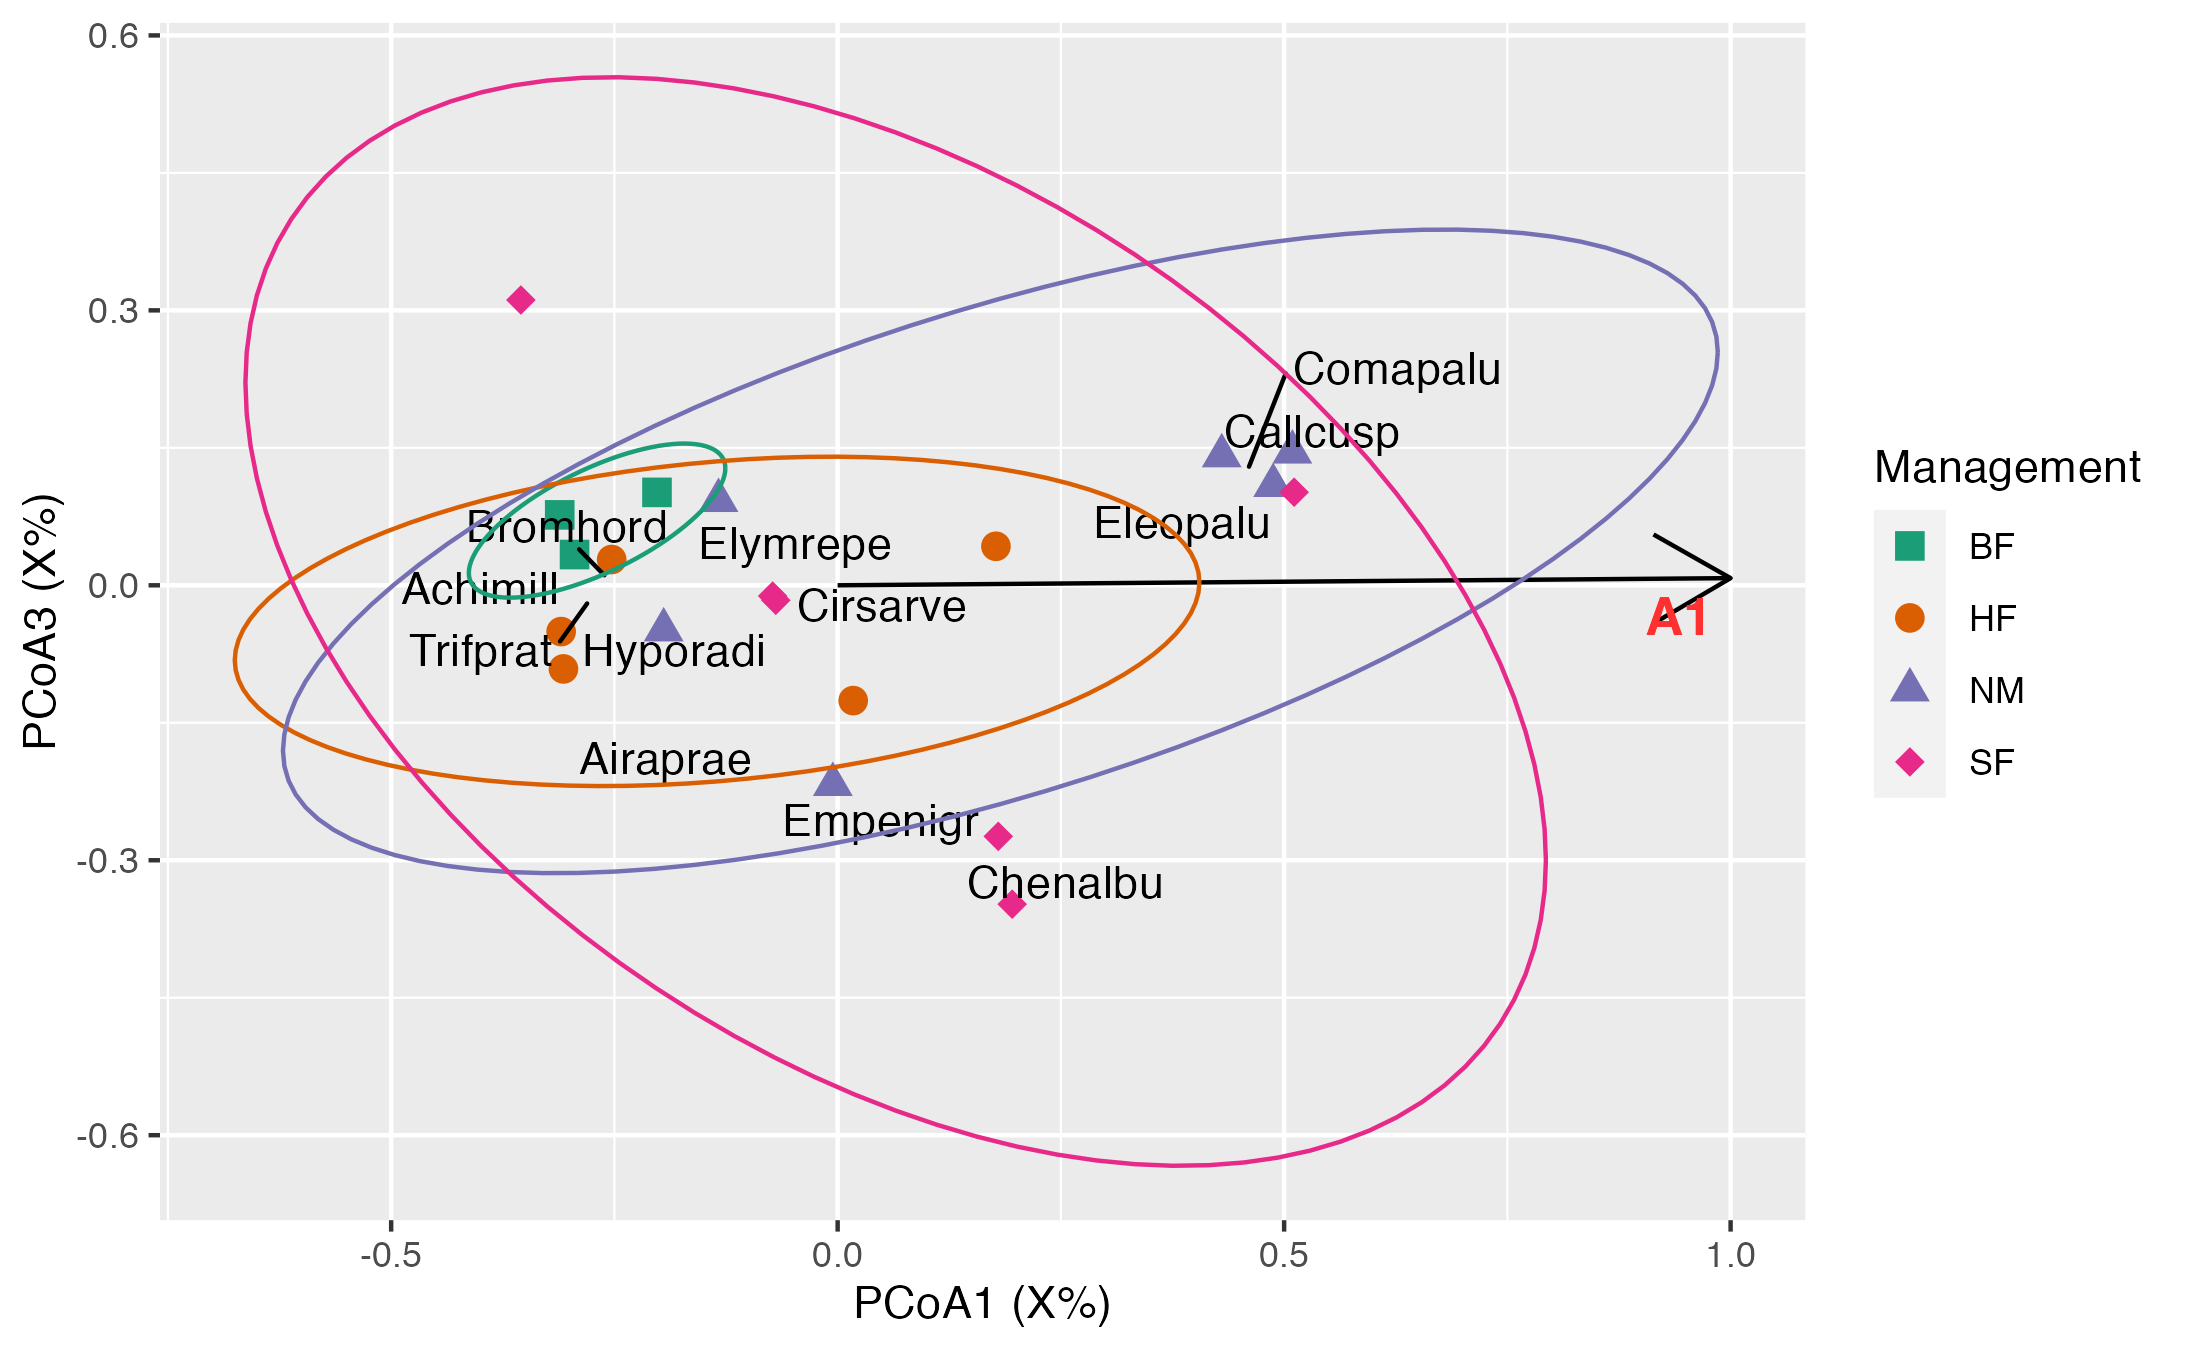 0.6
0.3
0.0
-0.3
-0.6
PCoA3 (X%)
Comapalu
Callcusp
Eleopalu
Bromhord
Elymrepe
Achimill
Cirsarve
A1
Trifprat
Hyporadi
Airaprae
Empenigr
Chenalbu
-0.5
0.0
0.5
1.0
PCoA1 (X%)
Management
BF
HF
NM
SF